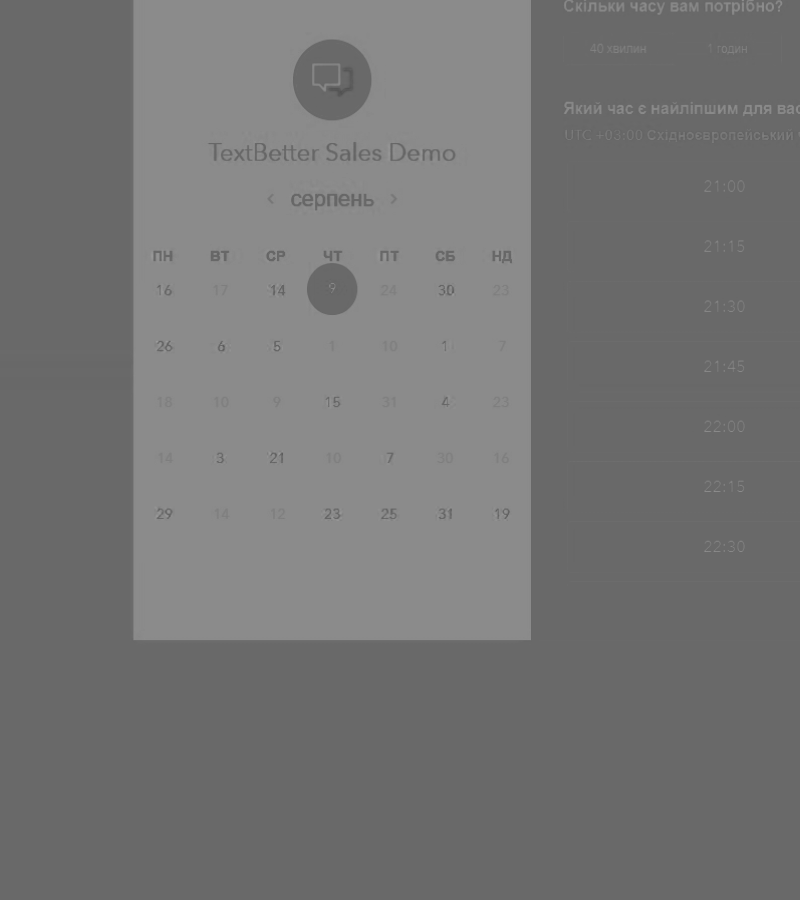 TextBetter Sales Demo
серпень
ПН ВТ СР ЧТ ПТ СБ НД
16 17 14 9 24 30 23
26 6 5 1 10 1 7
18 10 9 15 31 4 23
14 3 21 10 7 30 16
29 14 12 23 25 31 19
Скільки часу вам потрібно?
40 хвилин 1 годин
Який час є найліпшим для вас
UTC +03:00 Східноєвропейський
21:00
21:15
21:30
21:45
22:00
22:15
22:30